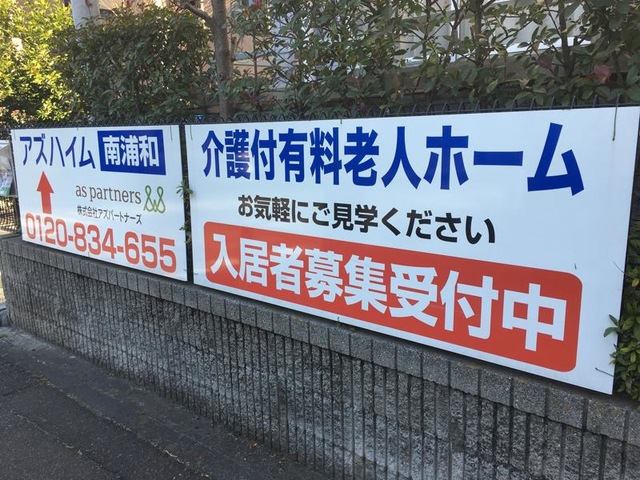 アズハイム 南浦和
as partners
株式会社アズパートナーズ
0120-834-655
介護付有料老人ホーム
お気軽にご見学ください
入居者募集受付中